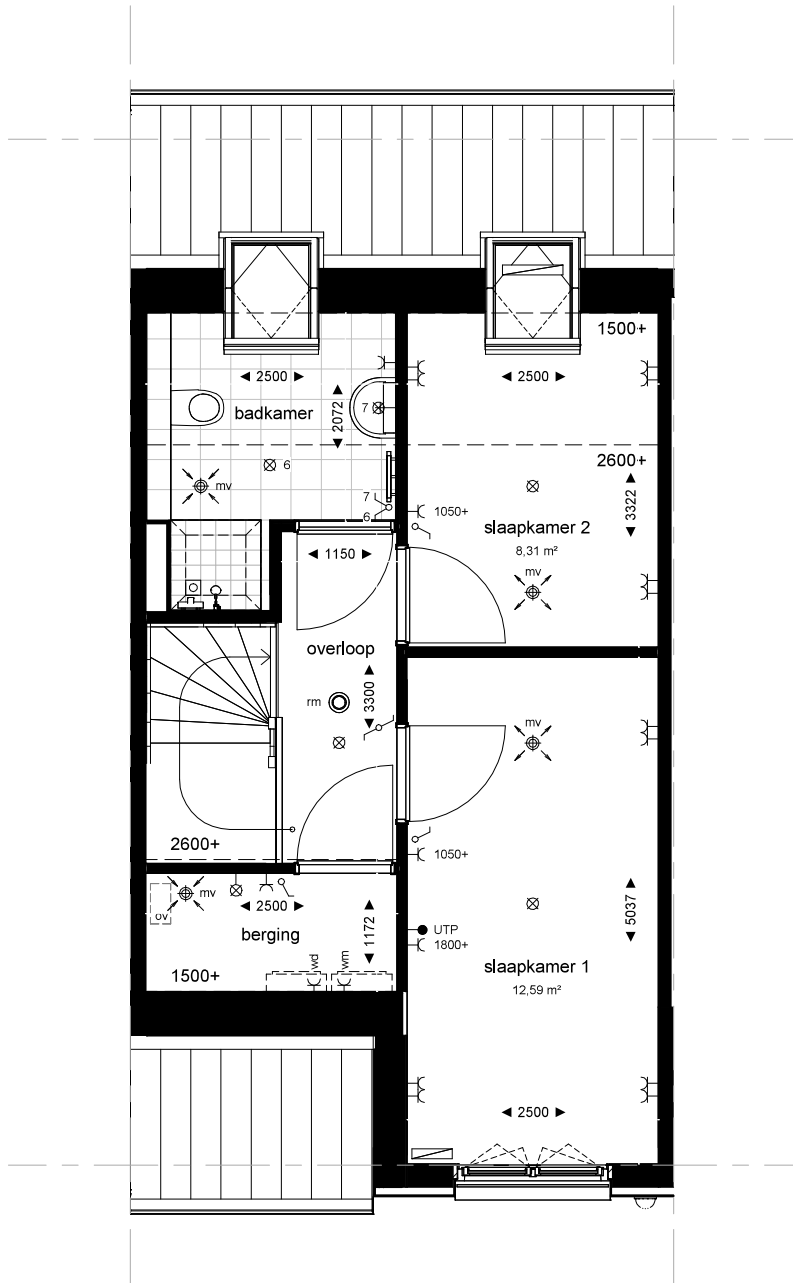 1500+
2500
2500
badkamer
7
2072
2600+
6
mv
3322
7
6
1050+
slaapkamer 2
8,31 m²
1150
mv
overloop
rm
3300
mv
2600+
1050+
mv
ov
2500
berging
1172
5037
UTP
1800+
wd
wm
1500+
slaapkamer 1
12,59 m²
2500